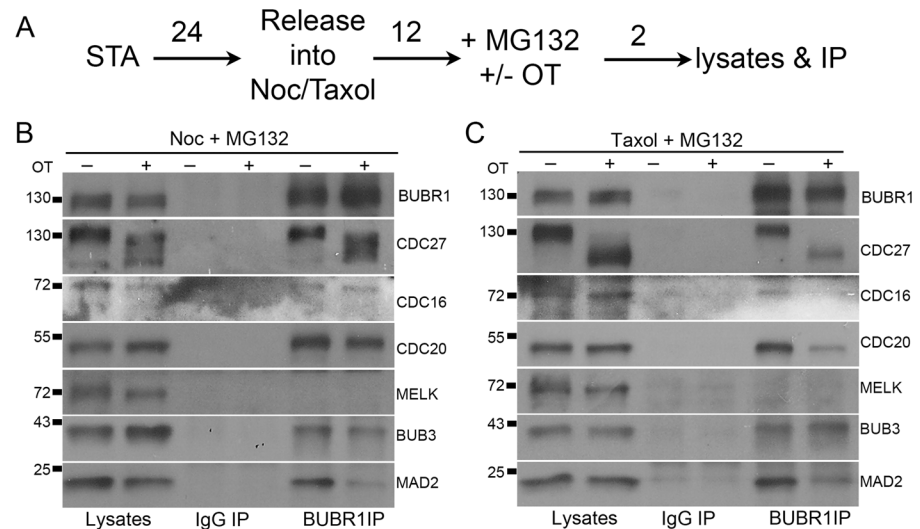 A
STA
24
Release
into
Noc/Taxol
12
+ MG132
+/- OT
2
lysates & IP
B
Noc + MG132
OT − + − + − +
130 BUBR1
130 CDC27
72 CDC16
55 CDC20
72 MELK
43 BUB3
25 MAD2
Lysates IgG IP BUBR1IP
C
Taxol + MG132
OT − + − + − +
130 BUBR1
130 CDC27
72 CDC16
55 CDC20
72 MELK
43 BUB3
25 MAD2
Lysates IgG IP BUBR1IP